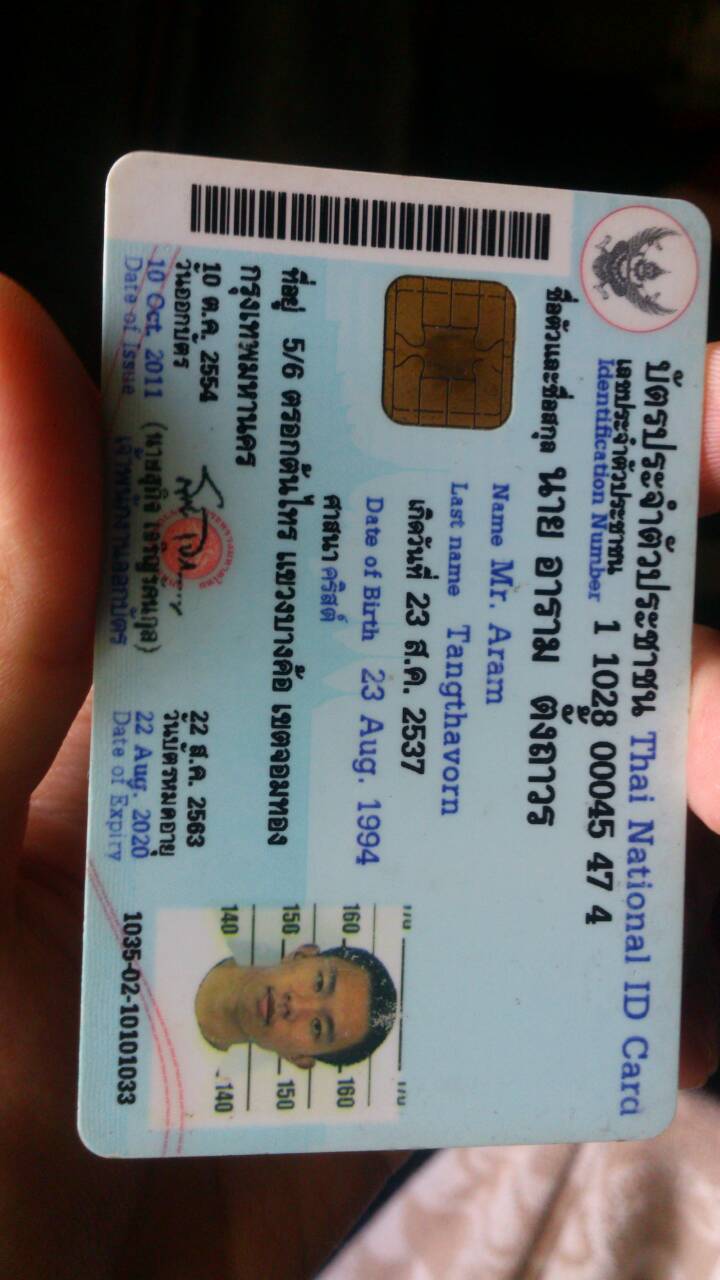 บัตรประจำตัวประชาชน Thai National ID Card
เลขประจำตัวประชาชน
Identification Number
1 1028 00045 47 4
ชื่อตัวและชื่อสกุล นาย อาราม ตั้งถาวร
Name Mr. Aram
Last name Tangthavorn
เกิดวันที่ 23 ส.ค. 2537
Date of Birth 23 Aug. 1994
ศาสนา คริสต์
ที่อยู่ 5/6 ตรอกต้นไทร แขวงบางค้อ เขตจอมทอง
กรุงเทพมหานคร
10 ต.ค. 2554
วันออกบัตร
10 Oct. 2011
Date of Issue
เจ้าพนักงานออกบัตร
22 ส.ค. 2563
วันบัตรหมดอายุ
22 Aug. 2020
Date of Expiry
170 170
160 160
150 150
140 140
1035-02-10101033